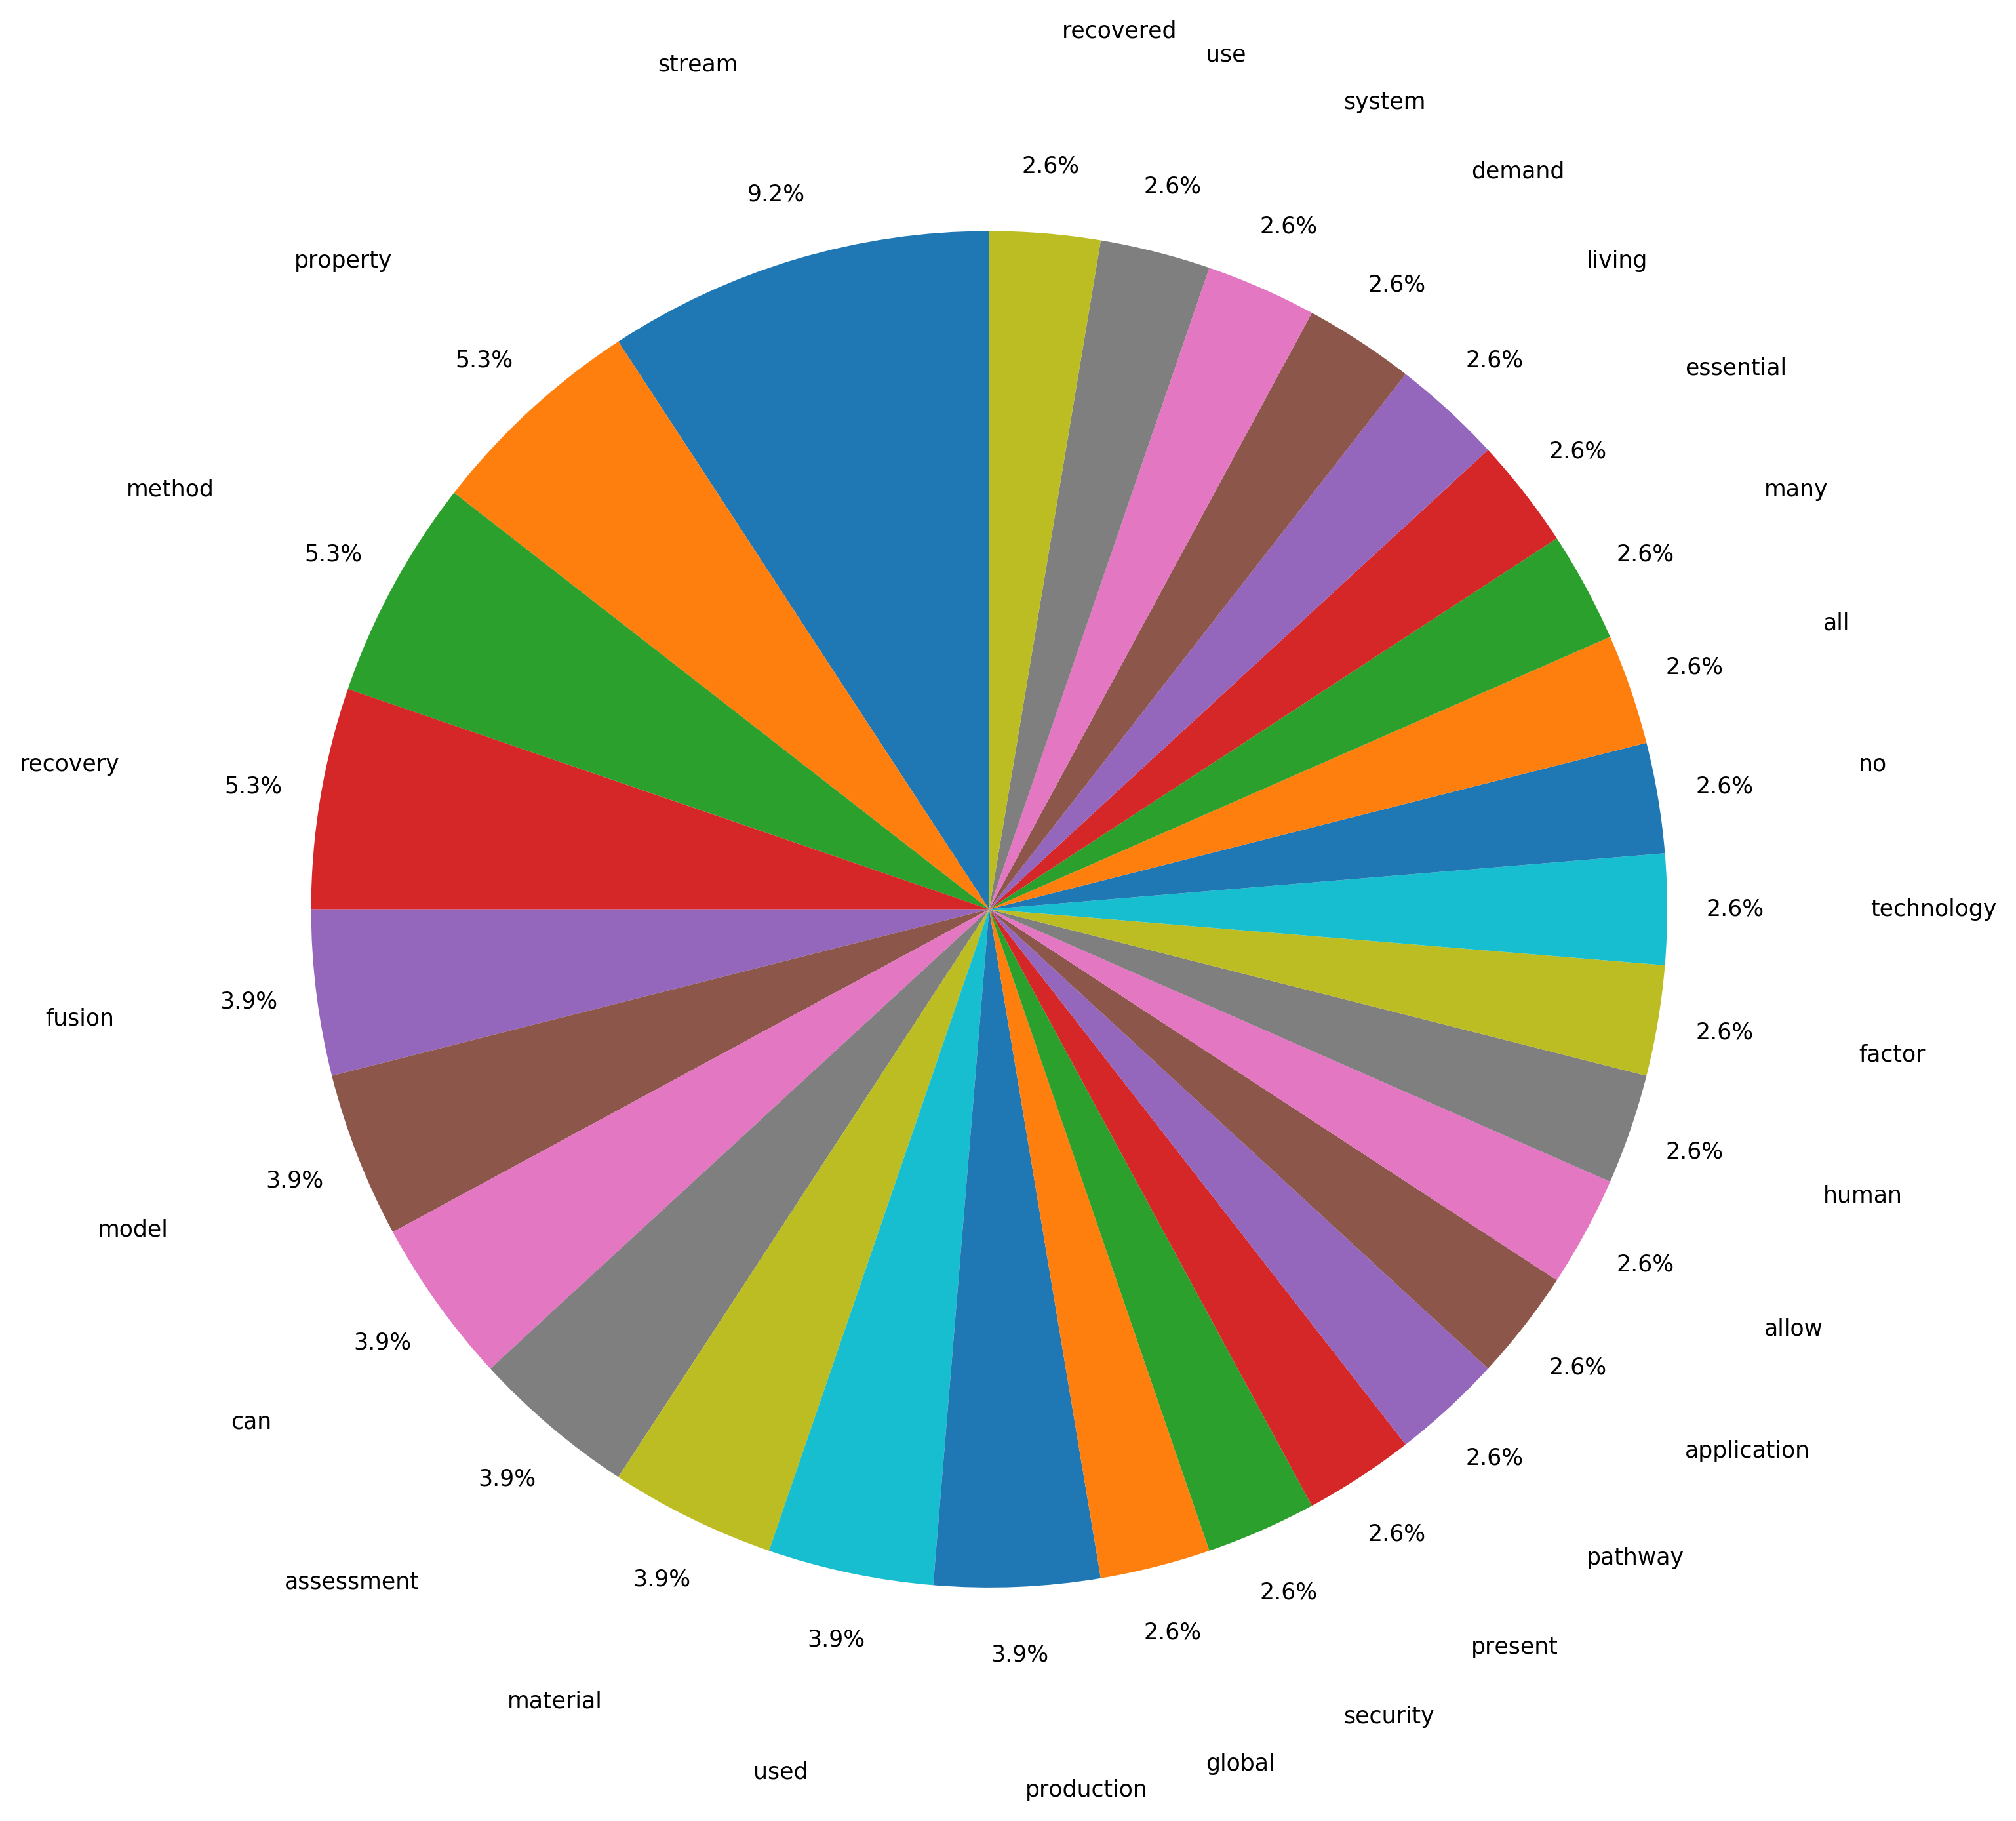 recovered
use
stream
system
2.6%
demand
2.6%
9.2%
2.6%
living
property
2.6%
5.3%
2.6%
essential
2.6%
method
many
5.3%
2.6%
all
2.6%
recovery
no
5.3%
2.6%
2.6%
technology
3.9%
fusion
2.6%
factor
2.6%
3.9%
human
model
2.6%
allow
3.9%
2.6%
can
application
2.6%
3.9%
2.6%
pathway
3.9%
assessment
2.6%
2.6%
3.9%
present
3.9%
material
security
used
global
production